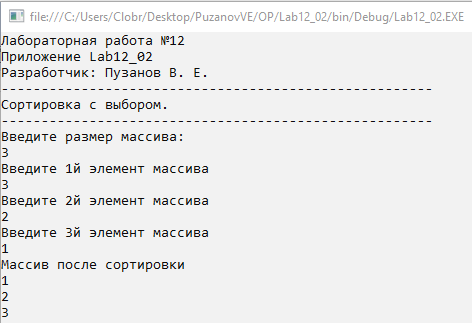 file:///C:/Users/Clobr/Desktop/PuzanovVE/OP/Lab12_02/bin/Debug/Lab12_02.EXE
Лабораторная работа №12
Приложение Lab12_02
Разработчик: Пузанов В. Е.
------------------------------------------------------
Сортировка с выбором.
------------------------------------------------------
Введите размер массива:
3
Введите 1й элемент массива
3
Введите 2й элемент массива
2
Введите 3й элемент массива
1
Массив после сортировки
1
2
3